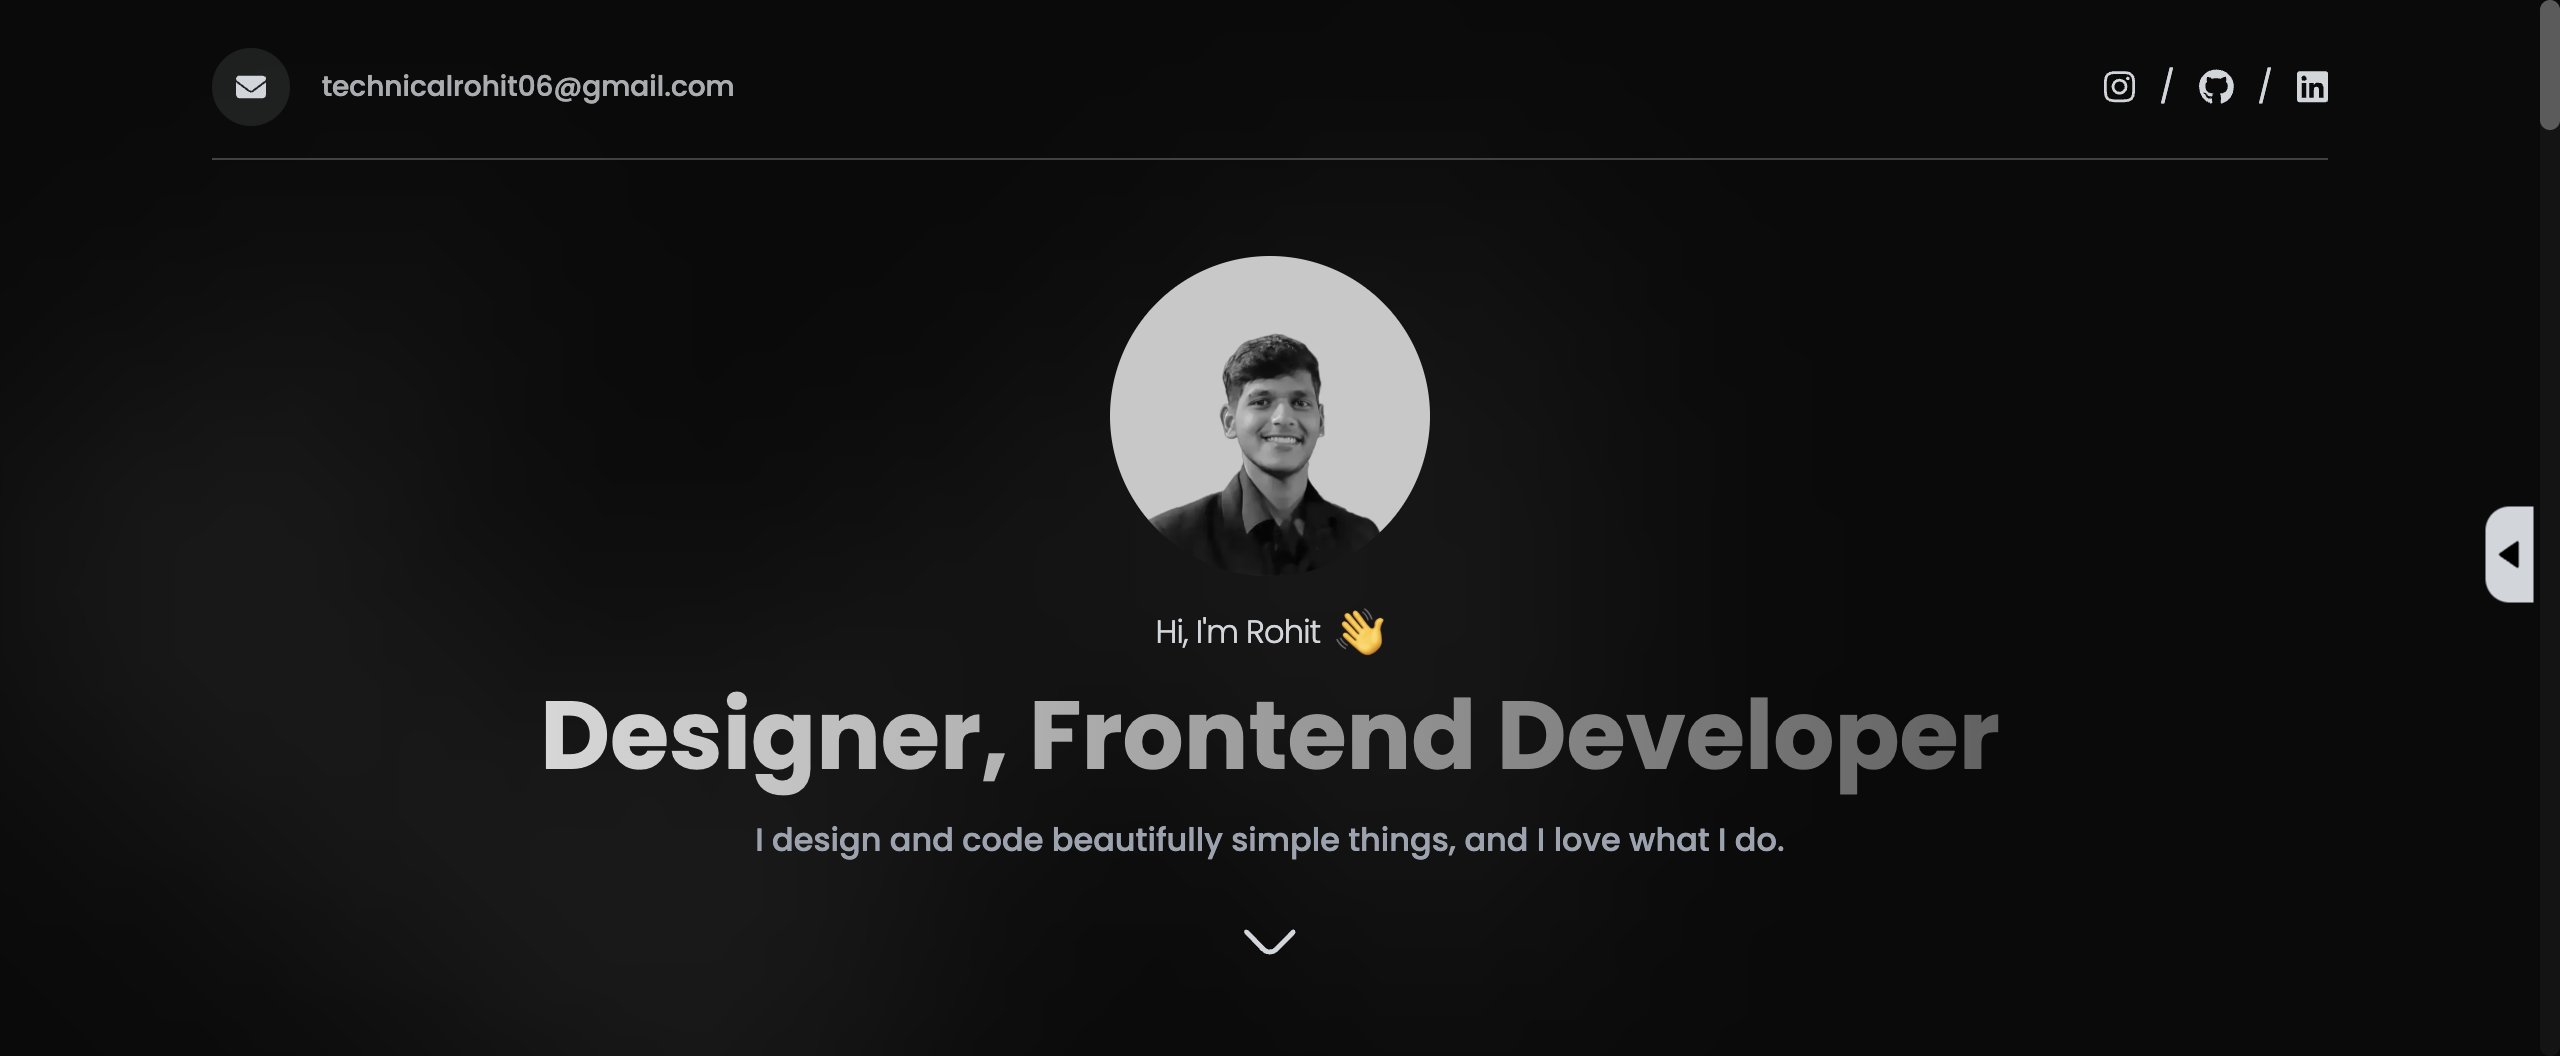 technicalrohit06@gmail.com
/ /
Hi, I'm Rohit 👋
Designer, Frontend Developer
I design and code beautifully simple things, and I love what I do.